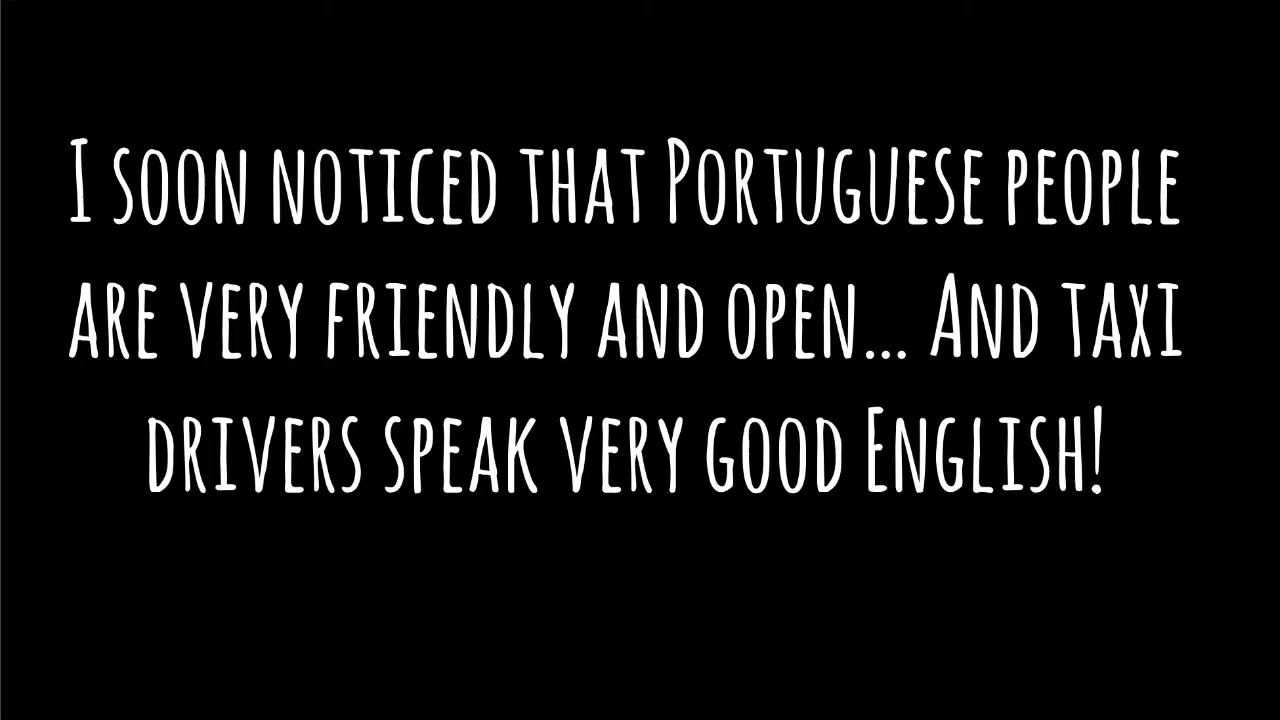 I soon noticed that Portuguese people
are very friendly and open... And taxi
drivers speak very good English!